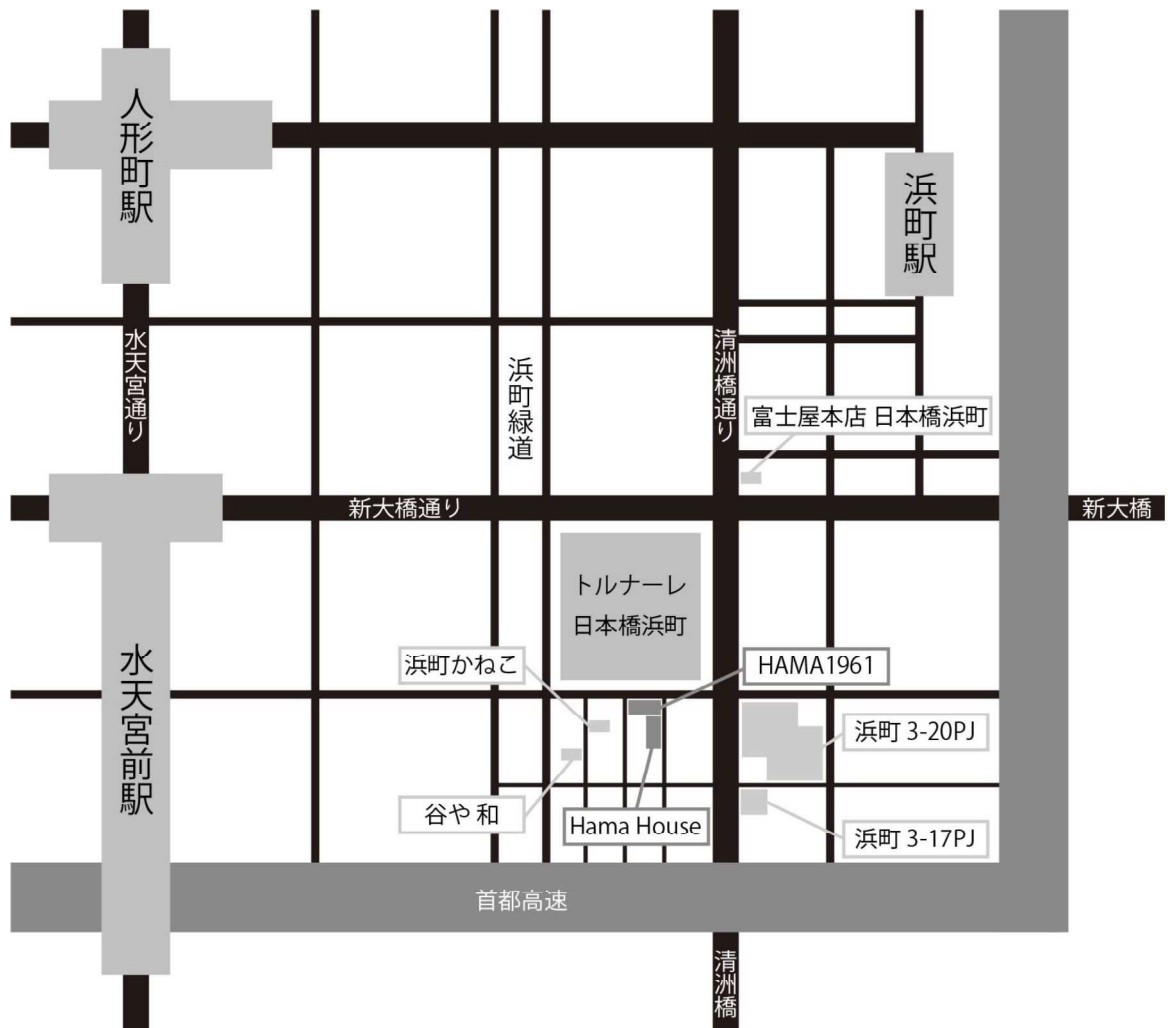 人形町駅
浜町駅
水天宮通り
浜町緑道
清洲橋通り
富士屋本店 日本橋浜町
新大橋通り
新大橋
トルナーレ
日本橋浜町
浜町かねこ
HAMA1961
水天宮前駅
浜町 3-20PJ
谷や 和
Hama House
浜町 3-17PJ
首都高速
清洲橋